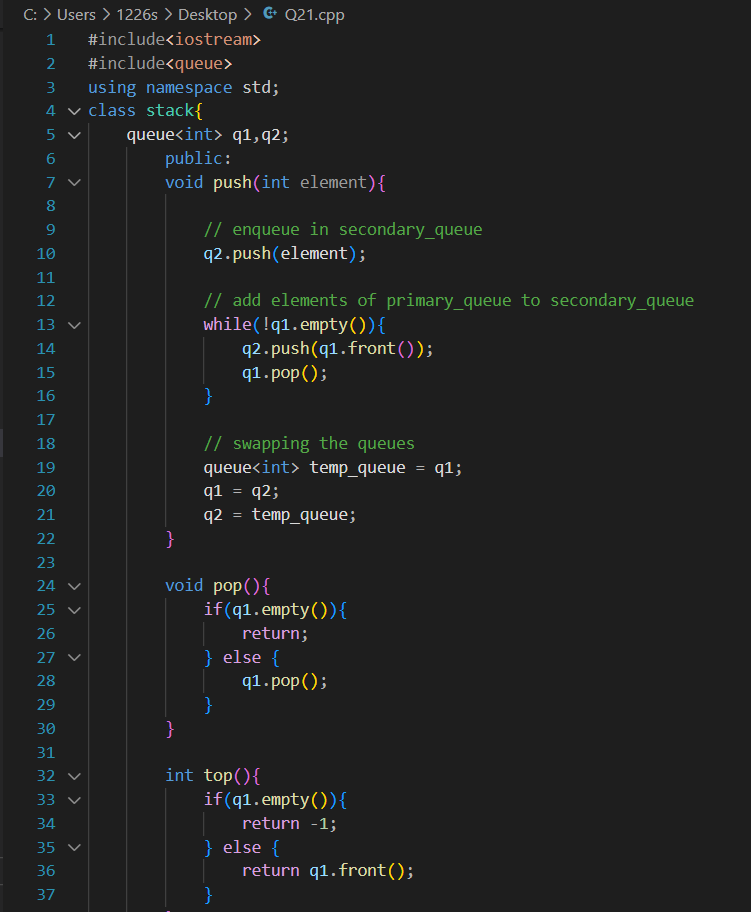 C: > Users > 1226s > Desktop > Q21.cpp
1 #include<iostream>
2 #include<queue>
3 using namespace std;
4 class stack{
5     queue<int> q1,q2;
6         public:
7         void push(int element){
8
9             // enqueue in secondary_queue
10             q2.push(element);
11
12             // add elements of primary_queue to secondary_queue
13             while(!q1.empty()){
14                 q2.push(q1.front());
15                 q1.pop();
16             }
17
18             // swapping the queues
19             queue<int> temp_queue = q1;
20             q1 = q2;
21             q2 = temp_queue;
22         }
23
24         void pop(){
25             if(q1.empty()){
26                 return;
27             } else {
28                 q1.pop();
29             }
30         }
31
32         int top(){
33             if(q1.empty()){
34                 return -1;
35             } else {
36                 return q1.front();
37             }